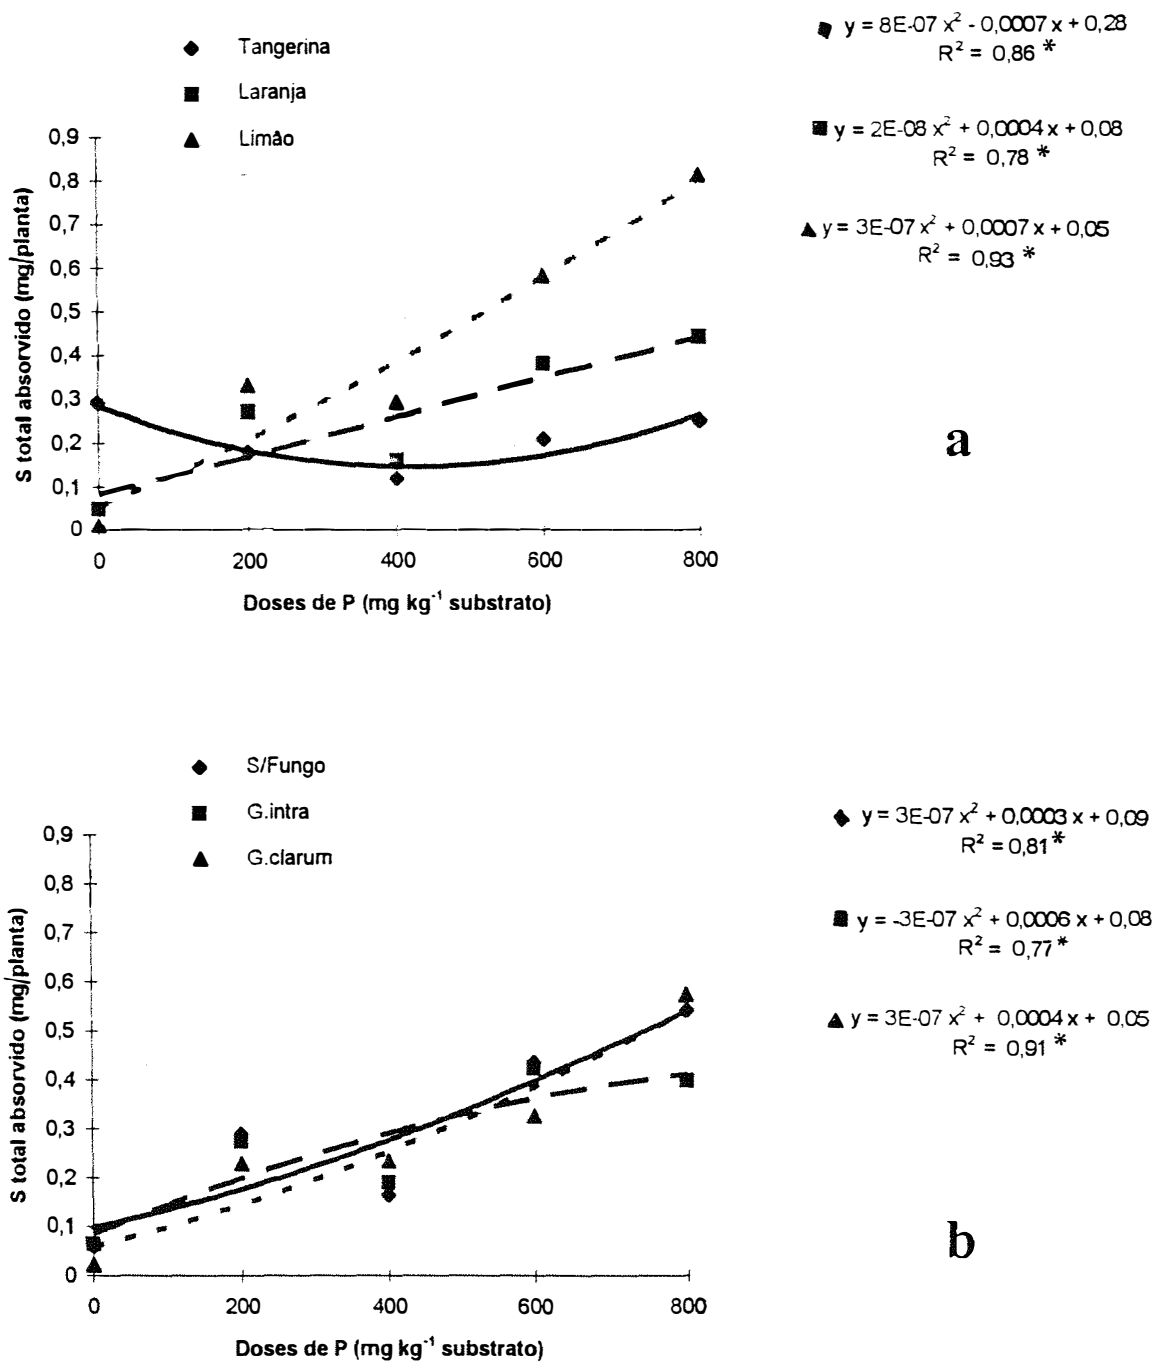 Tangerina
Laranja
Limão
y = 8E-07 x² - 0,0007 x + 0,28
R² = 0,86 *
y = 2E-08 x² + 0,0004 x + 0,08
R² = 0,78 *
y = 3E-07 x² + 0,0007 x + 0,05
R² = 0,93 *
S total absorvido (mg/planta)
0,9
0,8
0,7
0,6
0,5
0,4
0,3
0,2
0,1
0
0 200 400 600 800
Doses de P (mg kg⁻¹ substrato)
a
S/Fungo
G.intra
G.clarum
y = 3E-07 x² + 0,0003 x + 0,09
R² = 0,81 *
y = -3E-07 x² + 0,0006 x + 0,08
R² = 0,77 *
y = 3E-07 x² + 0,0004 x + 0,05
R² = 0,91 *
S total absorvido (mg/planta)
0,9
0,8
0,7
0,6
0,5
0,4
0,3
0,2
0,1
0
0 200 400 600 800
Doses de P (mg kg⁻¹ substrato)
b